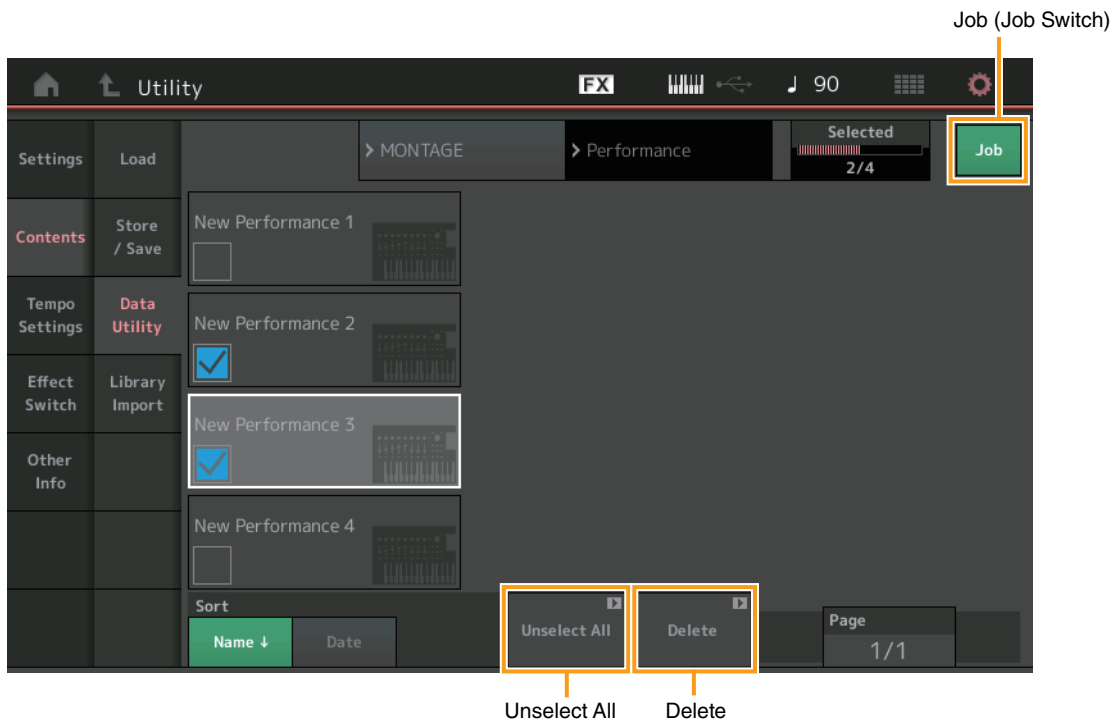 Job (Job Switch)
Utility
FX
90
Settings
Load
> MONTAGE
> Performance
Selected
2/4
Job
Contents
Store
/ Save
New Performance 1
Tempo
Settings
Data
Utility
New Performance 2
Effect
Switch
Library
Import
New Performance 3
Other
Info
New Performance 4
Sort
Name ↓
Date
Unselect All
Delete
Page
1/1
Unselect All
Delete